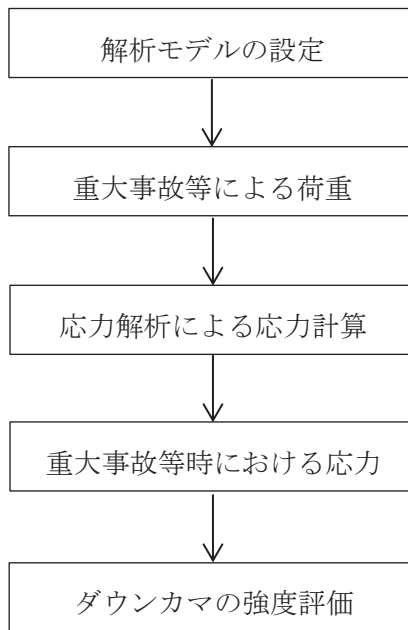 解析モデルの設定
重大事故等による荷重
応力解析による応力計算
重大事故等時における応力
ダウンカマの強度評価